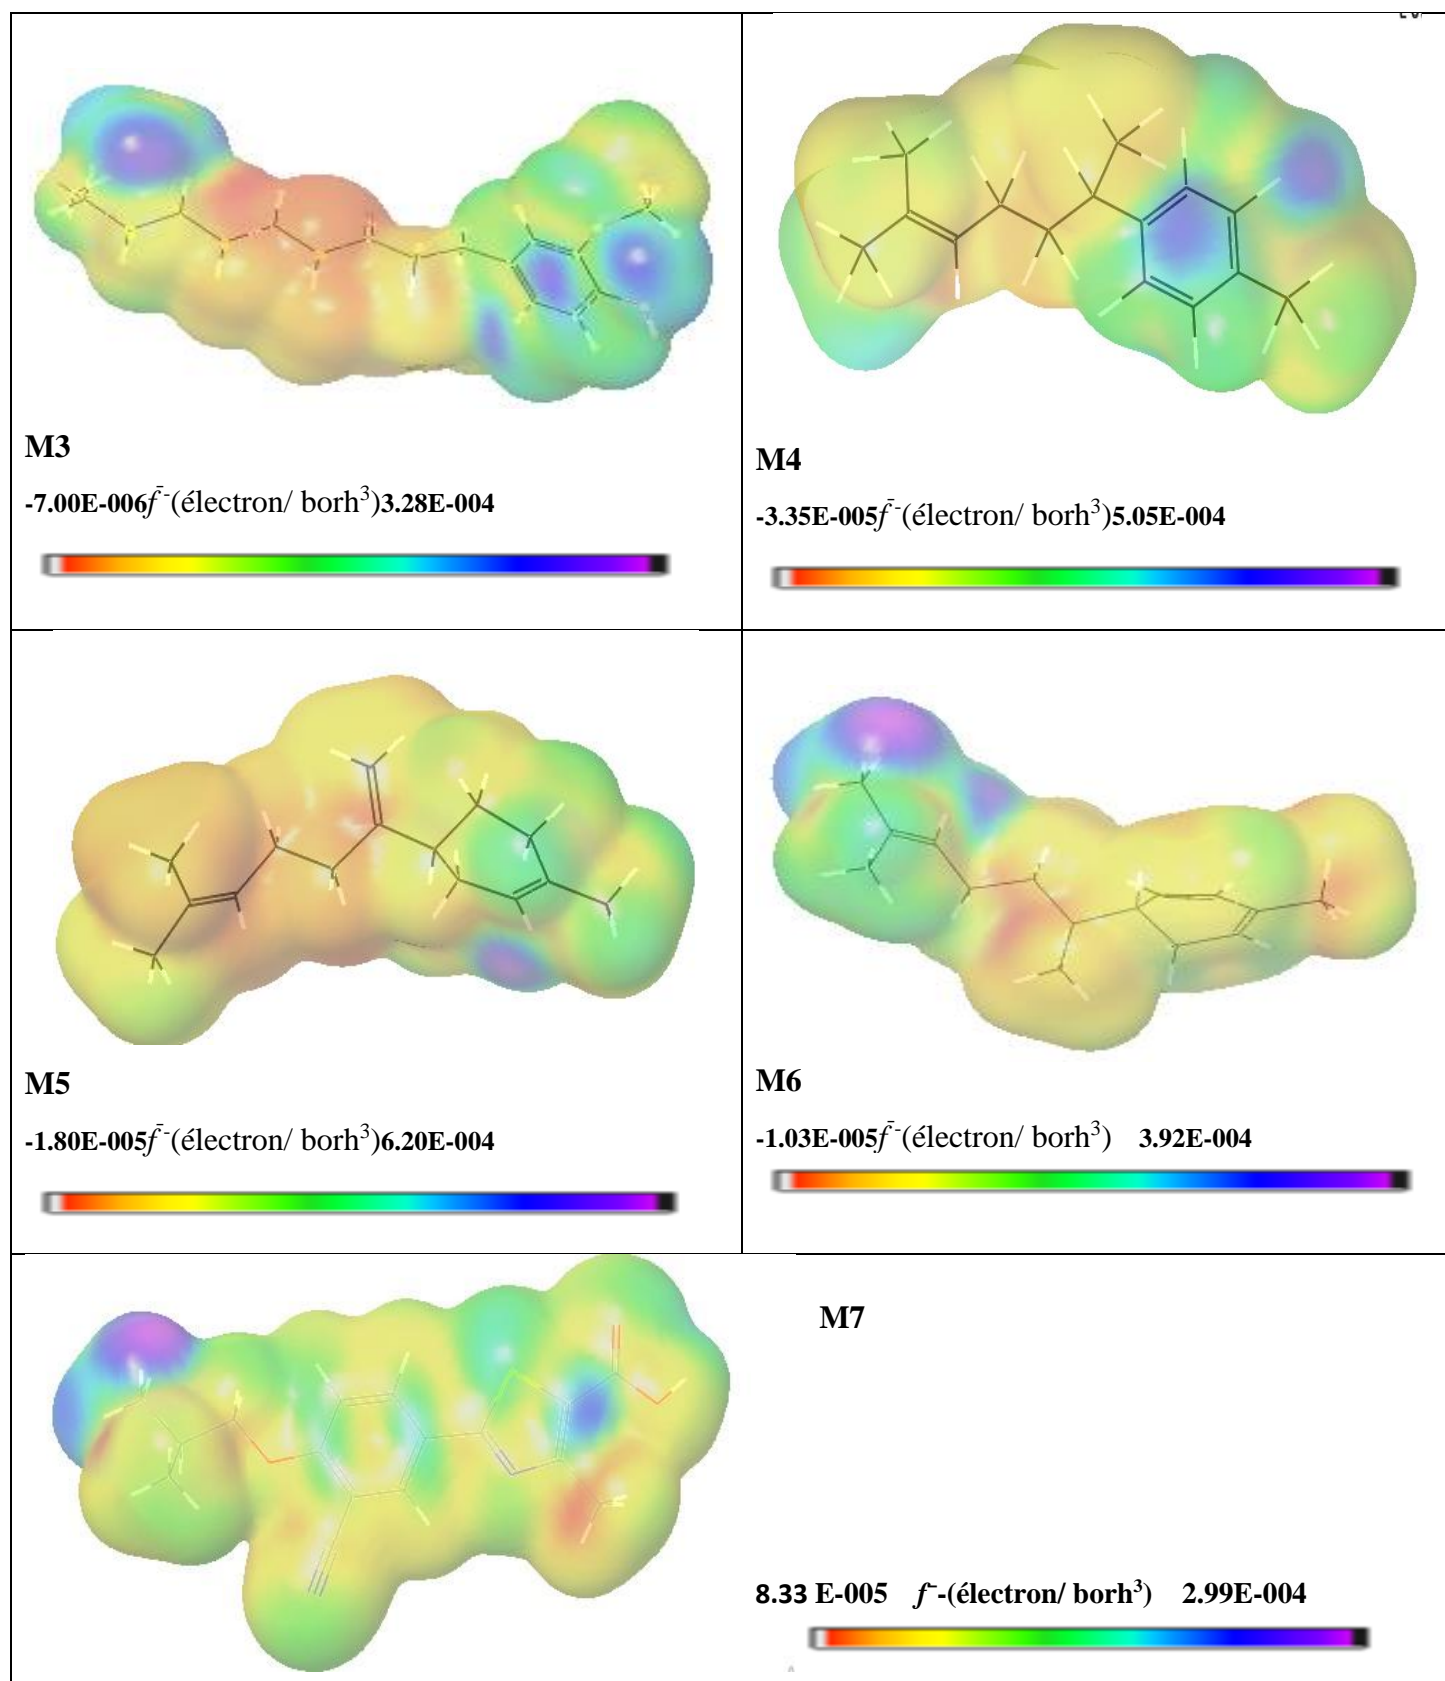 M3
-7.00E-006f̄⁻(électron/ borh³)3.28E-004
M4
-3.35E-005f̄⁻(électron/ borh³)5.05E-004
M5
-1.80E-005f̄⁻(électron/ borh³)6.20E-004
M6
-1.03E-005f̄⁻(électron/ borh³) 3.92E-004
M7
8.33 E-005 f⁻-(électron/ borh³) 2.99E-004